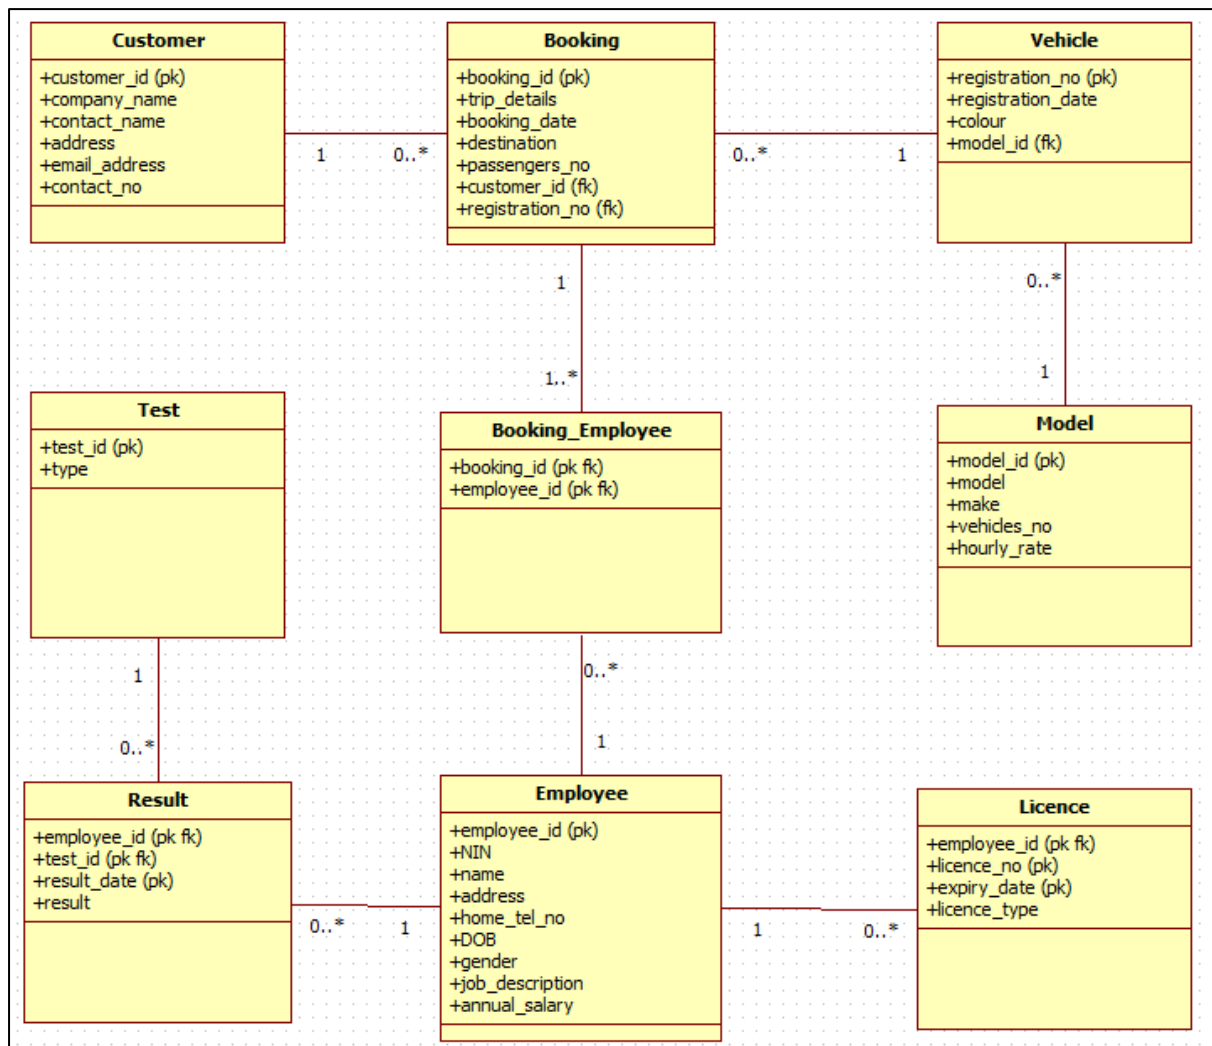 Customer
+customer_id (pk)
+company_name
+contact_name
+address
+email_address
+contact_no
1
0..*
Booking
+booking_id (pk)
+trip_details
+booking_date
+destination
+passengers_no
+customer_id (fk)
+registration_no (fk)
0..*
1
Vehicle
+registration_no (pk)
+registration_date
+colour
+model_id (fk)
1
1..*
0..*
1
Test
+test_id (pk)
+type
Booking_Employee
+booking_id (pk fk)
+employee_id (pk fk)
Model
+model_id (pk)
+model
+make
+vehicles_no
+hourly_rate
1
0..*
0..*
1
Result
+employee_id (pk fk)
+test_id (pk fk)
+result_date (pk)
+result
0..*
1
Employee
+employee_id (pk)
+NIN
+name
+address
+home_tel_no
+DOB
+gender
+job_description
+annual_salary
1
0..*
Licence
+employee_id (pk fk)
+licence_no (pk)
+expiry_date (pk)
+licence_type